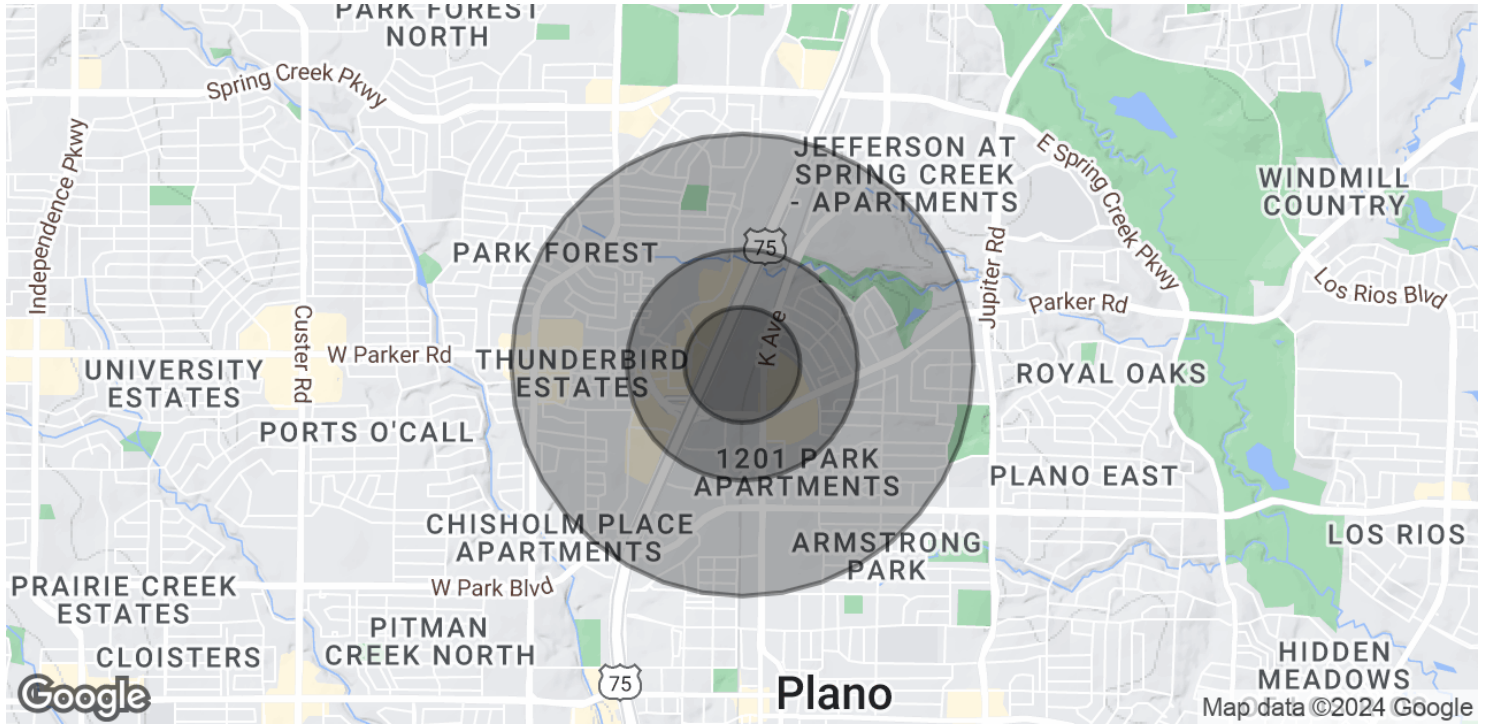 PARK FOREST
NORTH
Spring Creek Pkwy
Independence Pkwy
JEFFERSON AT
SPRING CREEK
- APARTMENTS
E Spring Creek Pkwy
WINDMILL
COUNTRY
75
PARK FOREST
Jupiter Rd
Los Rios Blvd
Parker Rd
K Ave
Custer Rd
W Parker Rd
THUNDERBIRD
ESTATES
UNIVERSITY
ESTATES
ROYAL OAKS
PORTS O'CALL
1201 PARK
APARTMENTS
PLANO EAST
CHISHOLM PLACE
APARTMENTS
ARMSTRONG
PARK
LOS RIOS
W Park Blvd
PRAIRIE CREEK
ESTATES
PITMAN
CREEK NORTH
CLOISTERS
HIDDEN
MEADOWS
75
Plano
Google
Map data ©2024 Google